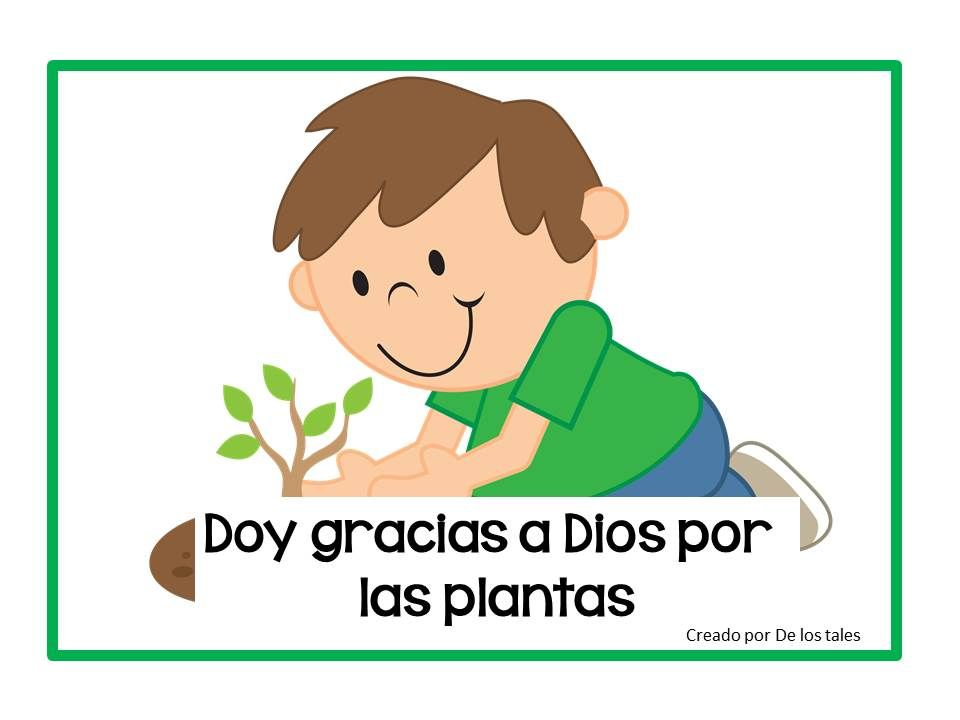 Doy gracias a Dios por
las plantas
Creado por De los tales